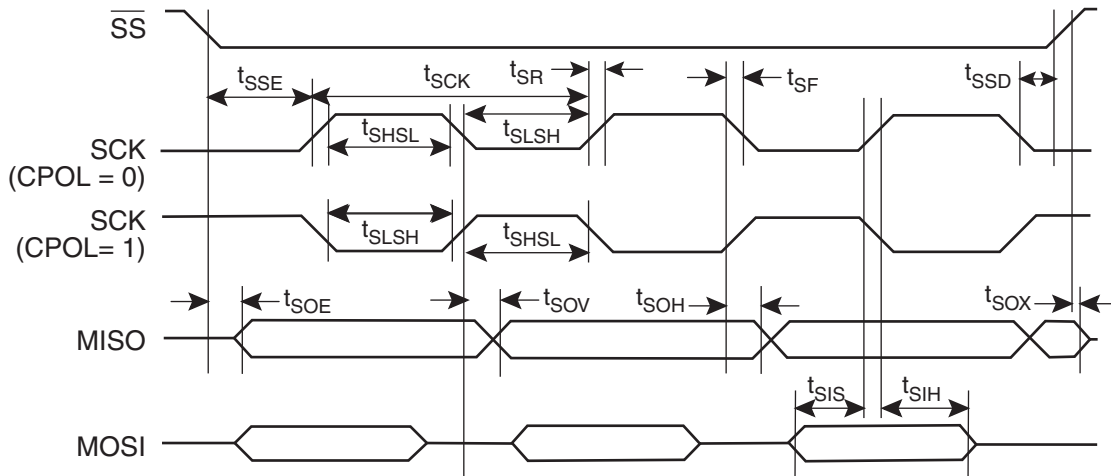 SS
tSSE
tSCK
tSR
tSF
tSSD
SCK
(CPOL = 0)
tSHSL
tSLSH
SCK
(CPOL= 1)
tSLSH
tSHSL
tSOE
tSOV
tSOH
tSOX
MISO
tSIS
tSIH
MOSI